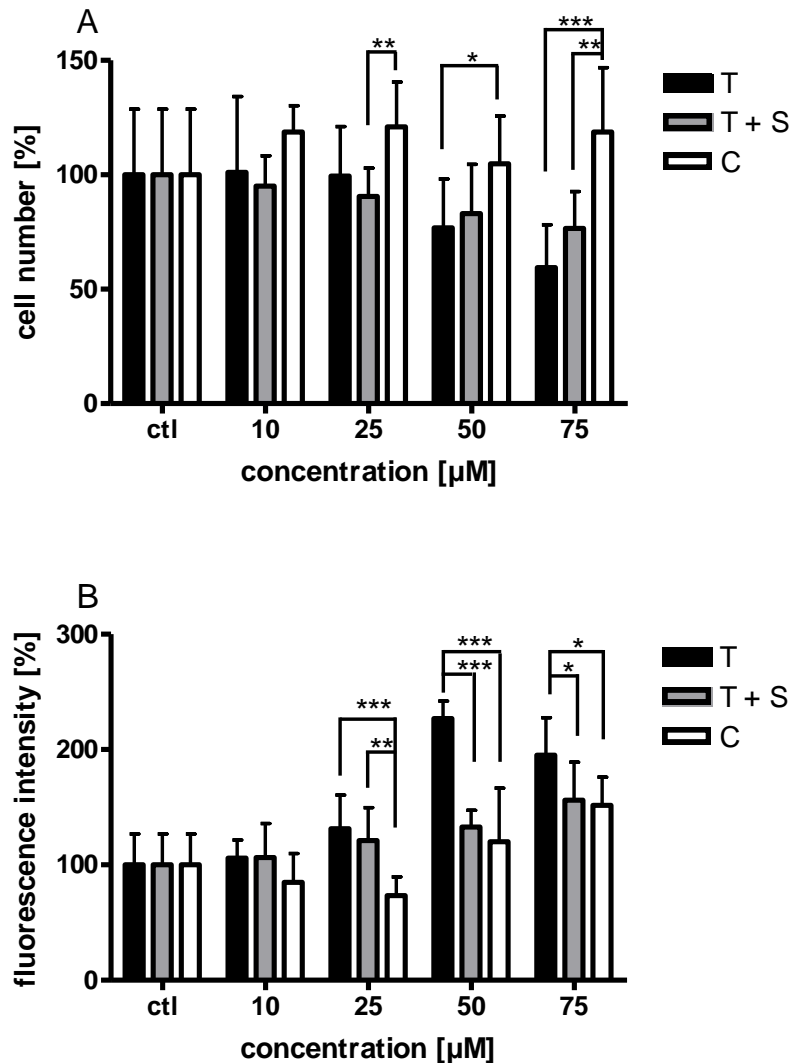 A
***
**
*
**
150
100
50
0
cell number [%]
ctl 10 25 50 75
concentration [µM]
T
T + S
C
B
***
*
***
***
*
**
300
200
100
0
fluorescence intensity [%]
ctl 10 25 50 75
concentration [µM]
T
T + S
C